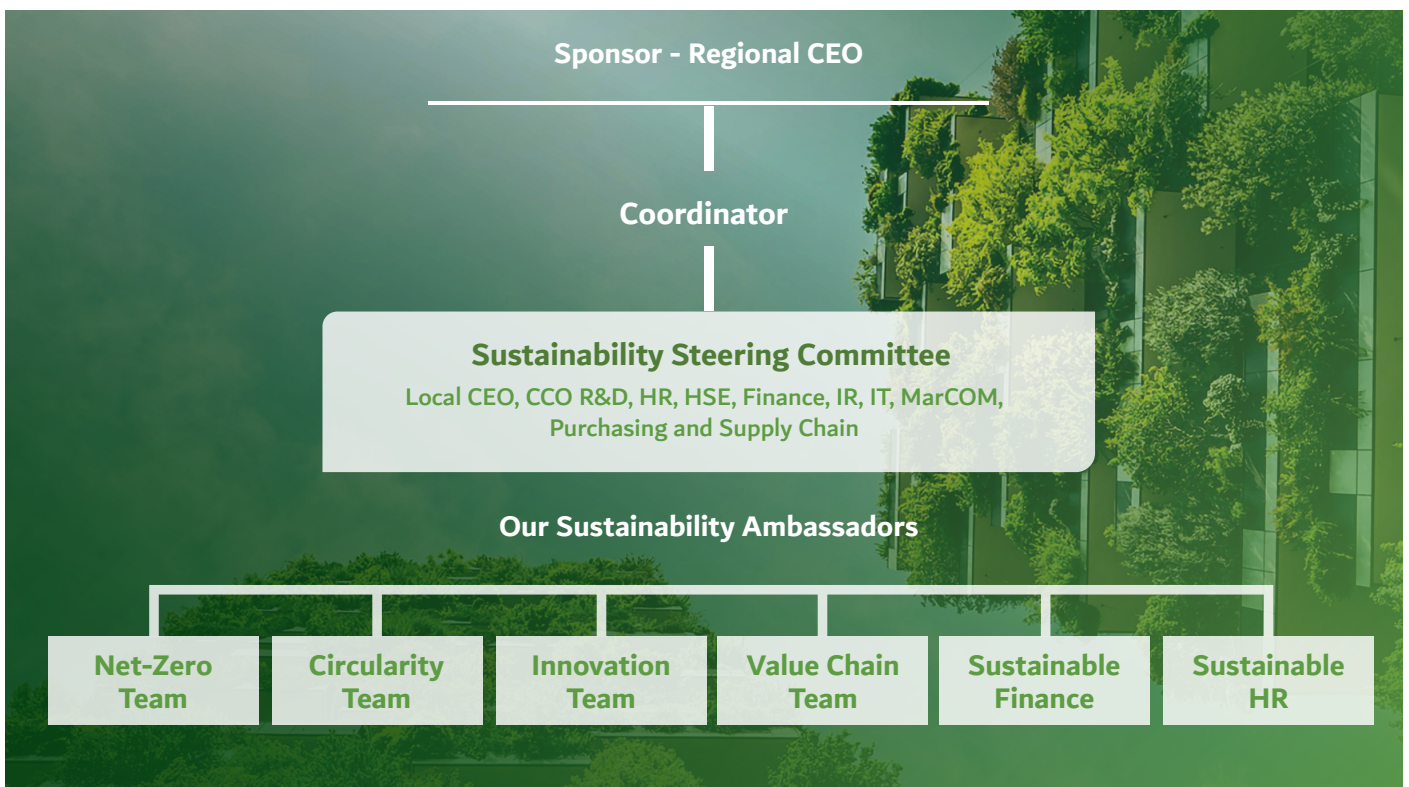 Sponsor - Regional CEO
Coordinator
Sustainability Steering Committee
Local CEO, CCO R&D, HR, HSE, Finance, IR, IT, MarCOM,
Purchasing and Supply Chain
Our Sustainability Ambassadors
Net-Zero
Team
Circularity
Team
Innovation
Team
Value Chain
Team
Sustainable
Finance
Sustainable
HR